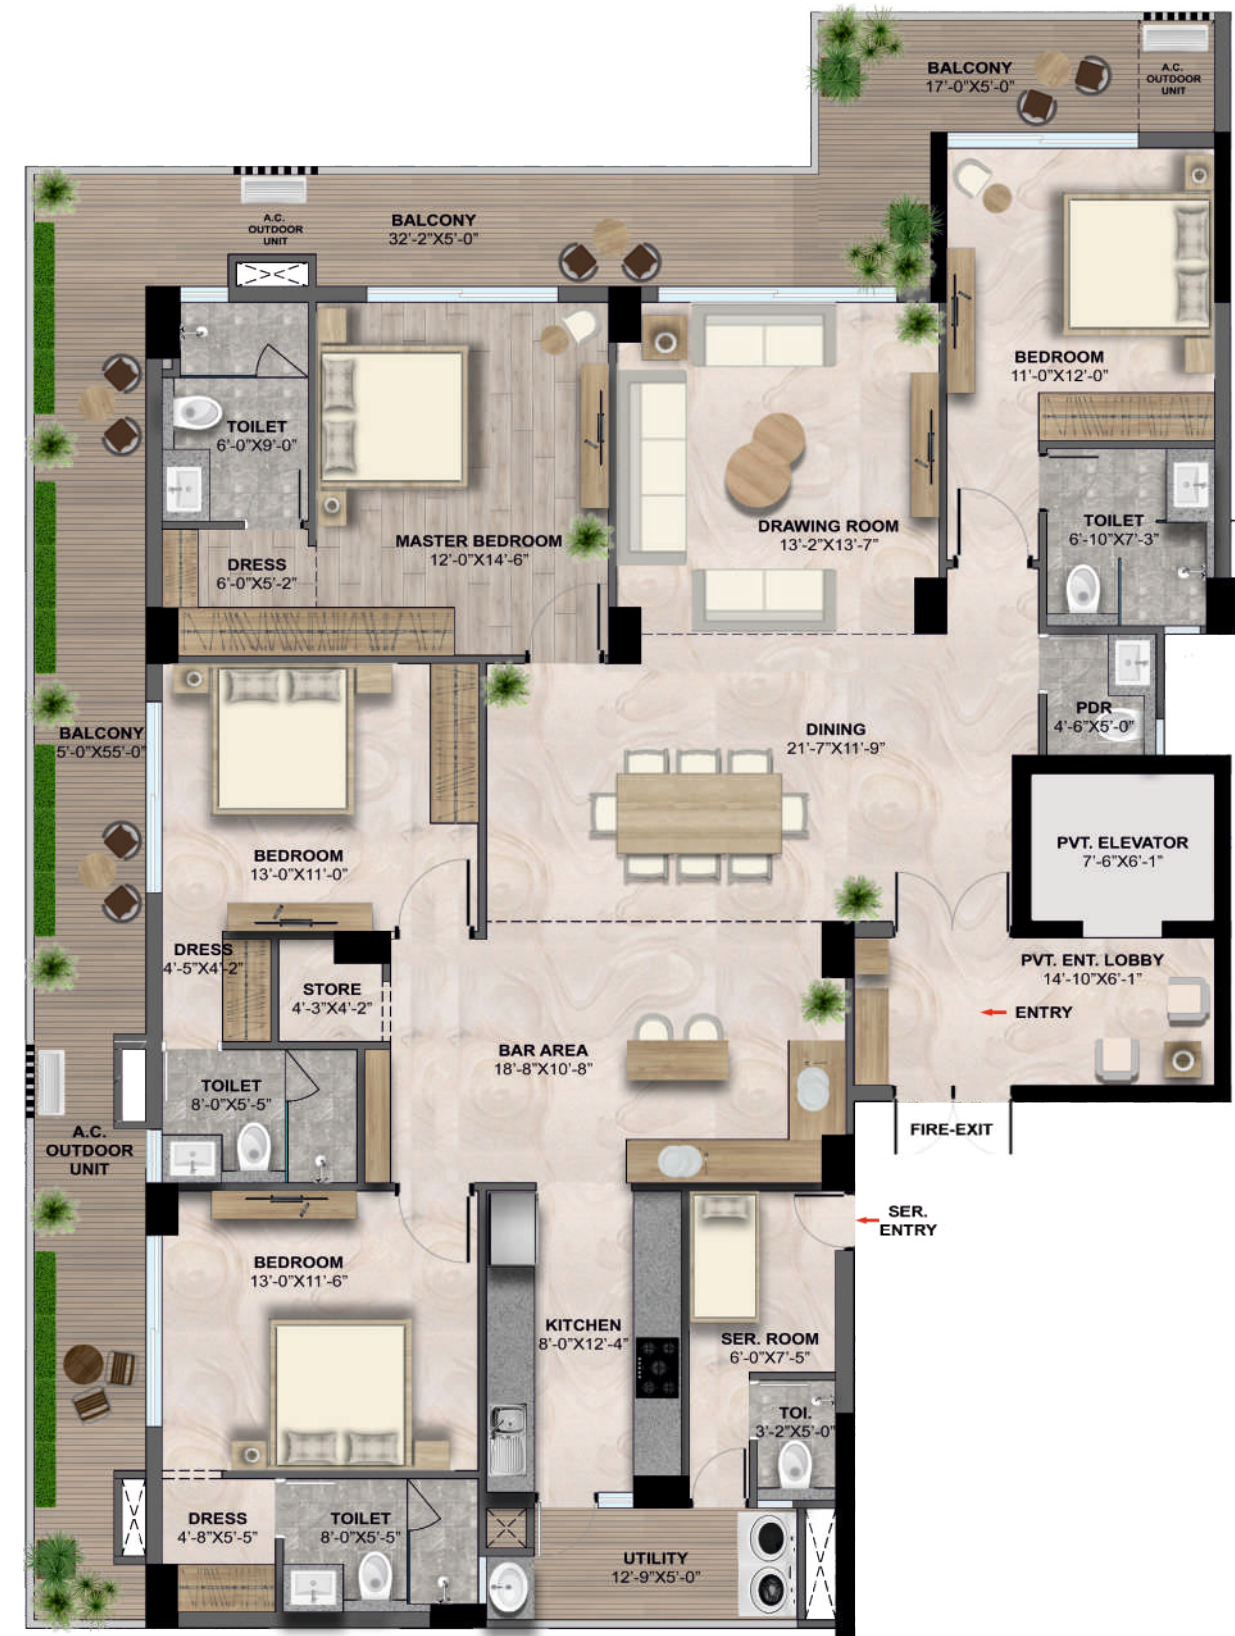 BALCONY
17'-0"X5'-0"
A.C.
OUTDOOR
UNIT
A.C.
OUTDOOR
UNIT
BALCONY
32'-2"X5'-0"
BEDROOM
11'-0"X12'-0"
TOILET
6'-0"X9'-0"
MASTER BEDROOM
12'-0"X14'-6"
DRAWING ROOM
13'-2"X13'-7"
TOILET
6'-10"X7'-3"
DRESS
6'-0"X5'-2"
BALCONY
5'-0"X55'-0"
DINING
21'-7"X11'-9"
PDR
4'-6"X5'-0"
BEDROOM
13'-0"X11'-0"
PVT. ELEVATOR
7'-6"X6'-1"
DRESS
4'-5"X4'-2"
STORE
4'-3"X4'-2"
PVT. ENT. LOBBY
14'-10"X6'-1"
ENTRY
BAR AREA
18'-8"X10'-8"
TOILET
8'-0"X5'-5"
A.C.
OUTDOOR
UNIT
FIRE-EXIT
SER.
ENTRY
BEDROOM
13'-0"X11'-6"
KITCHEN
8'-0"X12'-4"
SER. ROOM
6'-0"X7'-5"
TOI.
3'-2"X5'-0"
DRESS
4'-8"X5'-5"
TOILET
8'-0"X5'-5"
UTILITY
12'-9"X5'-0"